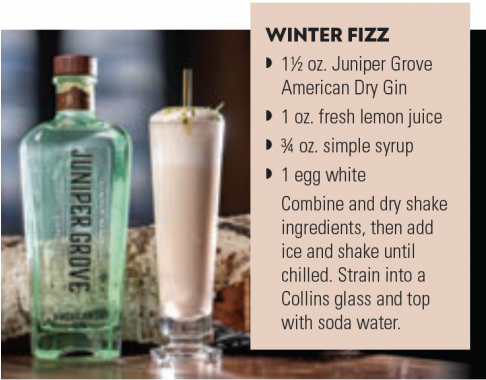 WINTER FIZZ
◗ 1½ oz. Juniper Grove
American Dry Gin
◗ 1 oz. fresh lemon juice
◗ ¾ oz. simple syrup
◗ 1 egg white
Combine and dry shake
ingredients, then add
ice and shake until
chilled. Strain into a
Collins glass and top
with soda water.
JUNIPER GROVE